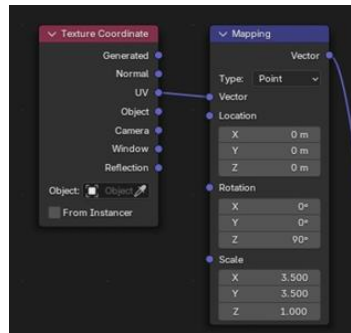 Texture Coordinate
Generated
Normal
UV
Object
Camera
Window
Reflection
Object: Object
From Instancer
Mapping
Vector
Type: Point
Vector
Location
X 0 m
Y 0 m
Z 0 m
Rotation
X 0°
Y 0°
Z 90°
Scale
X 3.500
Y 3.500
Z 1.000